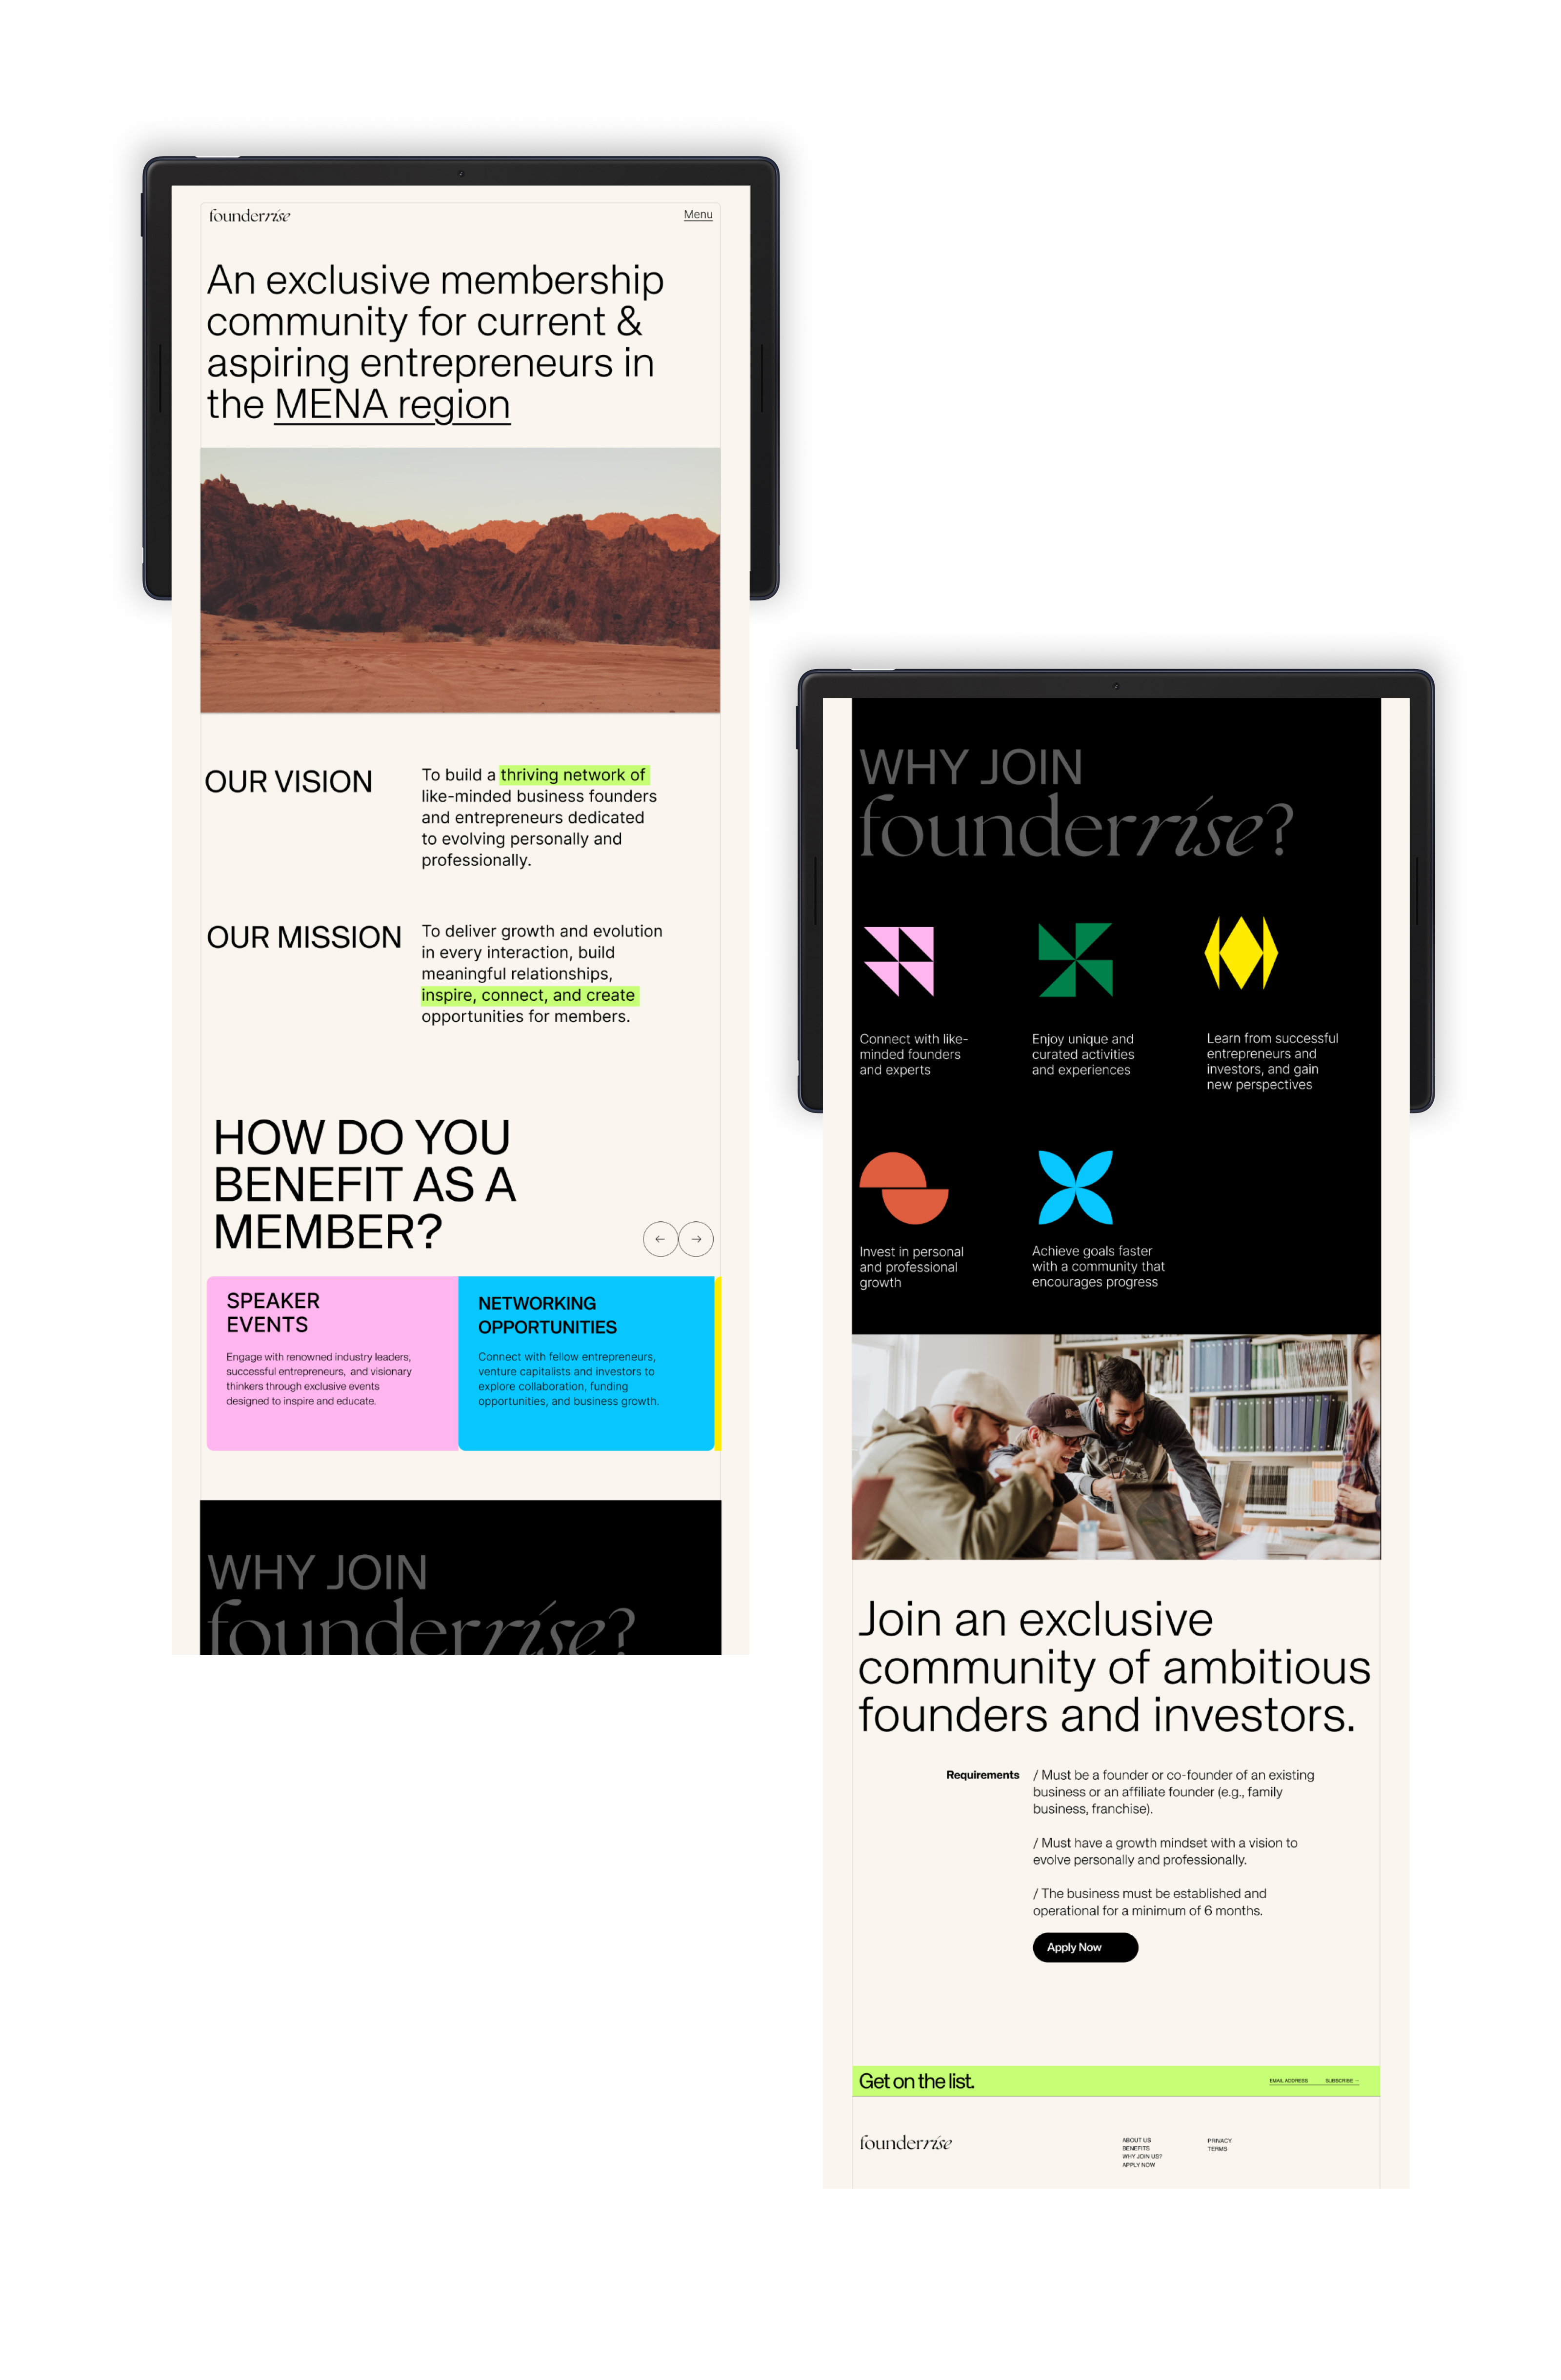 founderrise
Menu
An exclusive membership
community for current &
aspiring entrepreneurs in
the MENA region
OUR VISION
To build a thriving network of
like-minded business founders
and entrepreneurs dedicated
to evolving personally and
professionally.
OUR MISSION
To deliver growth and evolution
in every interaction, build
meaningful relationships,
inspire, connect, and create
opportunities for members.
HOW DO YOU
BENEFIT AS A
MEMBER?
← →
SPEAKER
EVENTS
Engage with renowned industry leaders,
successful entrepreneurs, and visionary
thinkers through exclusive events
designed to inspire and educate.
NETWORKING
OPPORTUNITIES
Connect with fellow entrepreneurs,
venture capitalists and investors to
explore collaboration, funding
opportunities, and business growth.
WHY JOIN
founderrise?
WHY JOIN
founderrise?
Connect with like-
minded founders
and experts
Enjoy unique and
curated activities
and experiences
Learn from successful
entrepreneurs and
investors, and gain
new perspectives
Invest in personal
and professional
growth
Achieve goals faster
with a community that
encourages progress
Join an exclusive
community of ambitious
founders and investors.
Requirements
/ Must be a founder or co-founder of an existing
business or an affiliate founder (e.g., family
business, franchise).
/ Must have a growth mindset with a vision to
evolve personally and professionally.
/ The business must be established and
operational for a minimum of 6 months.
Apply Now
Get on the list.
EMAIL ADDRESS
SUBSCRIBE →
founderrise
ABOUT US
BENEFITS
WHY JOIN US?
APPLY NOW
PRIVACY
TERMS